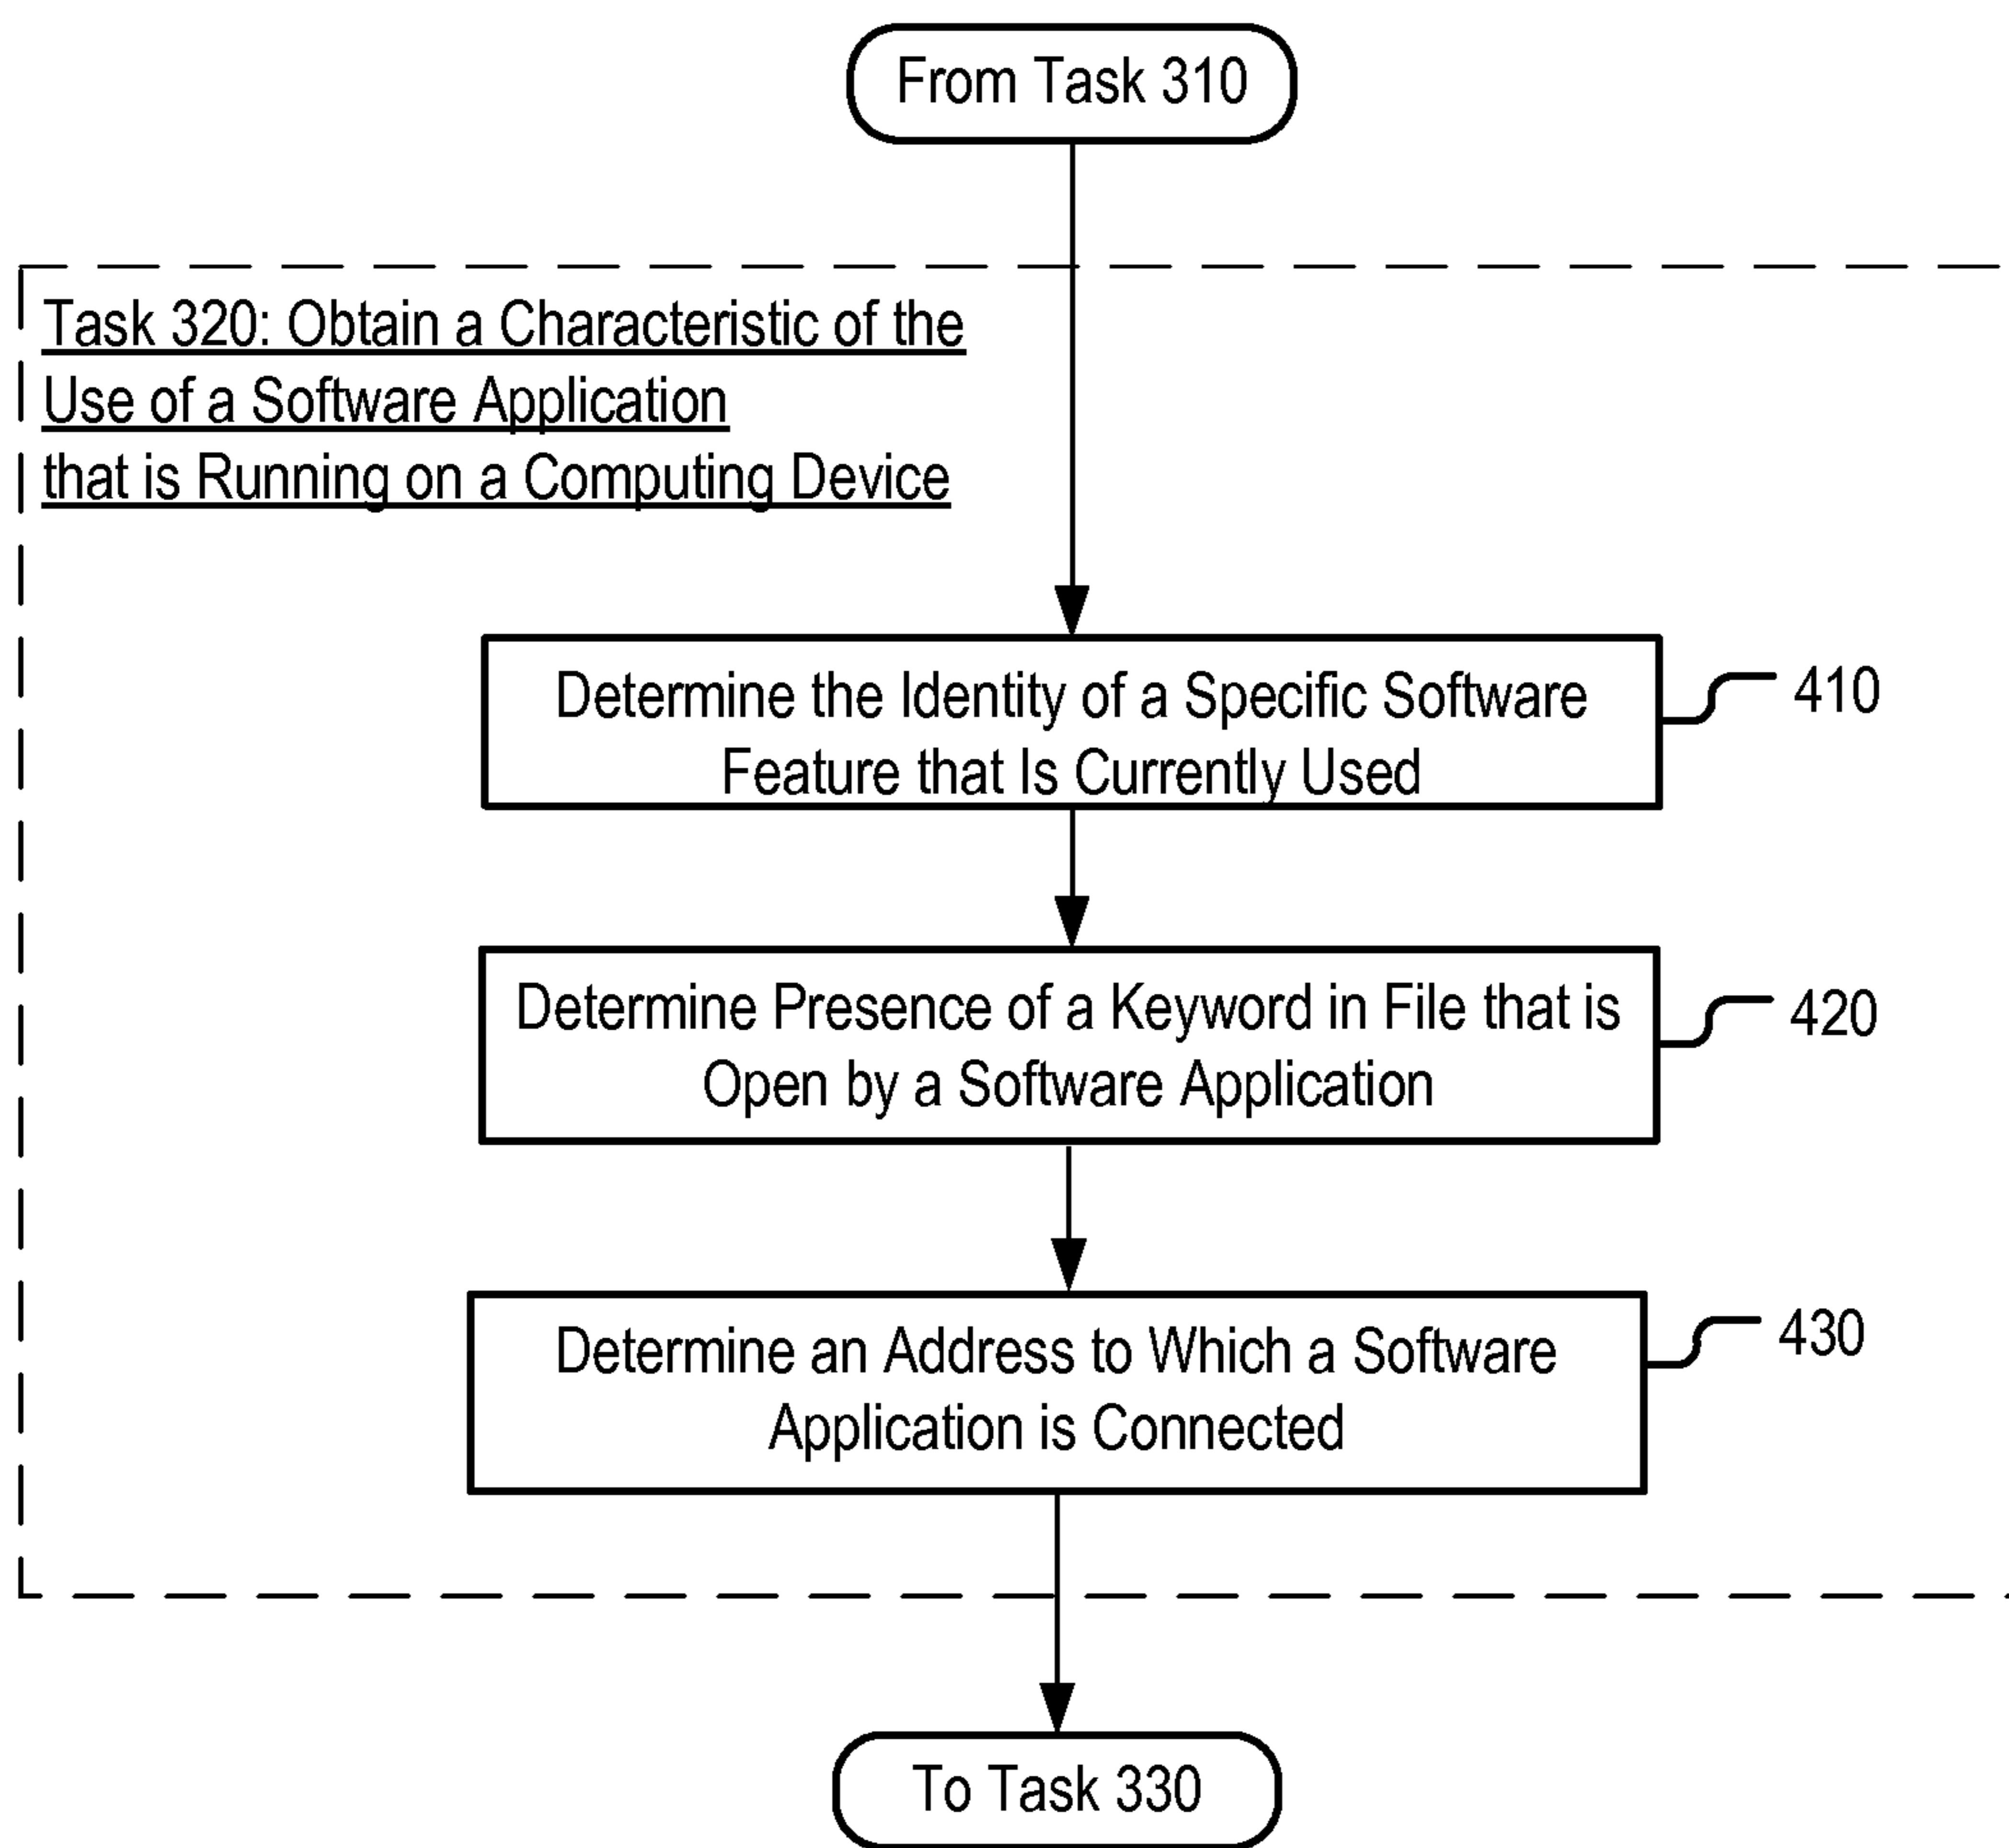 From Task 310
Task 320: Obtain a Characteristic of the
Use of a Software Application
that is Running on a Computing Device
Determine the Identity of a Specific Software
Feature that Is Currently Used
410
Determine Presence of a Keyword in File that is
Open by a Software Application
420
Determine an Address to Which a Software
Application is Connected
430
To Task 330